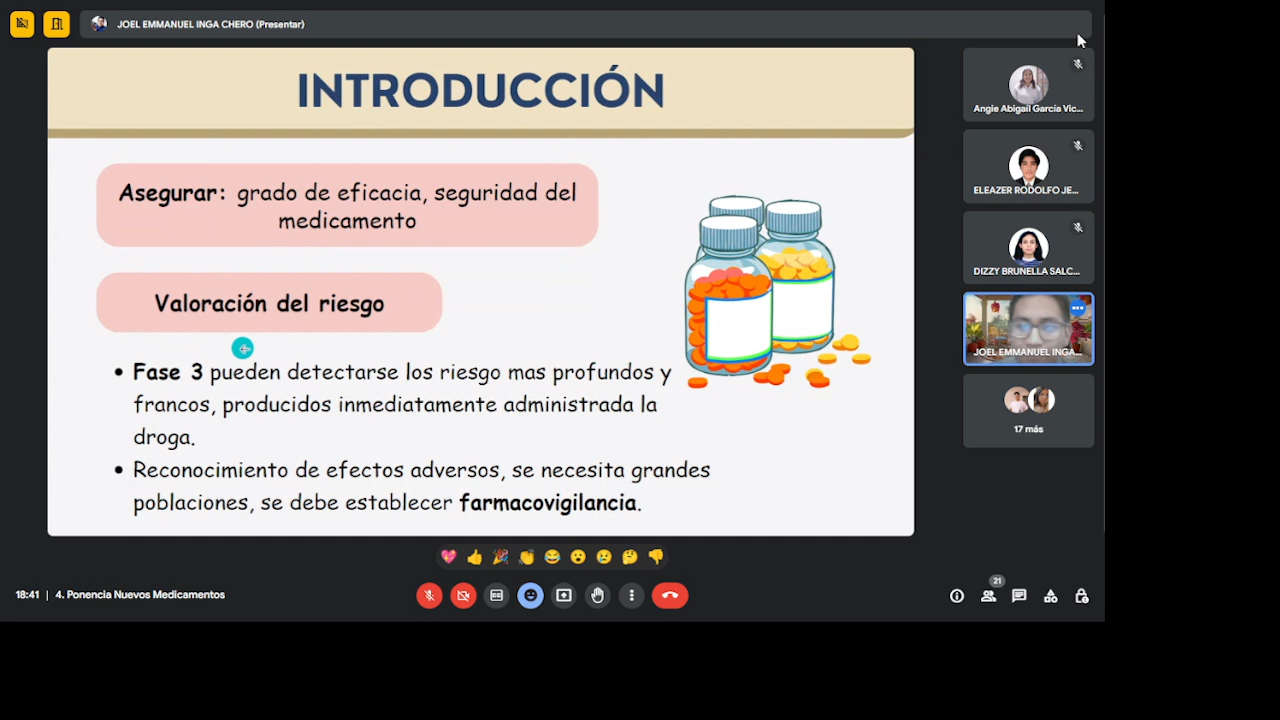 JOEL EMMANUEL INGA CHERO (Presentar)
INTRODUCCIÓN
Asegurar: grado de eficacia, seguridad del
medicamento
Valoración del riesgo
• Fase 3 pueden detectarse los riesgo mas profundos y
francos, producidos inmediatamente administrada la
droga.
• Reconocimiento de efectos adversos, se necesita grandes
poblaciones, se debe establecer farmacovigilancia.
Angie Abigail García Vic...
ELEAZER RODOLFO JE...
DIZZY BRUNELLA SALC...
JOEL EMMANUEL INGA...
17 más
18:41 | 4. Ponencia Nuevos Medicamentos
21